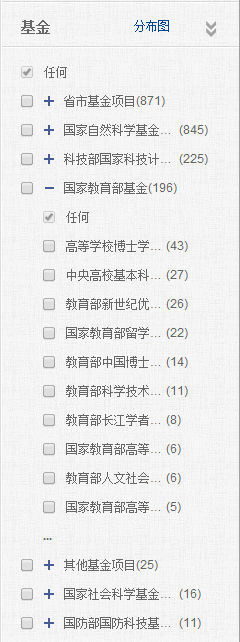 基金 分布图
任何
省市基金项目(871)
国家自然科学基金... (845)
科技部国家科技计... (225)
国家教育部基金(196)
任何
高等学校博士学... (43)
中央高校基本科... (27)
教育部新世纪优... (26)
国家教育部留学... (22)
教育部中国博士... (14)
教育部科学技术... (11)
教育部长江学者... (8)
国家教育部高等... (6)
教育部人文社会... (6)
国家教育部高等... (5)
...
其他基金项目(25)
国家社会科学基金... (16)
国防部国防科技基... (11)